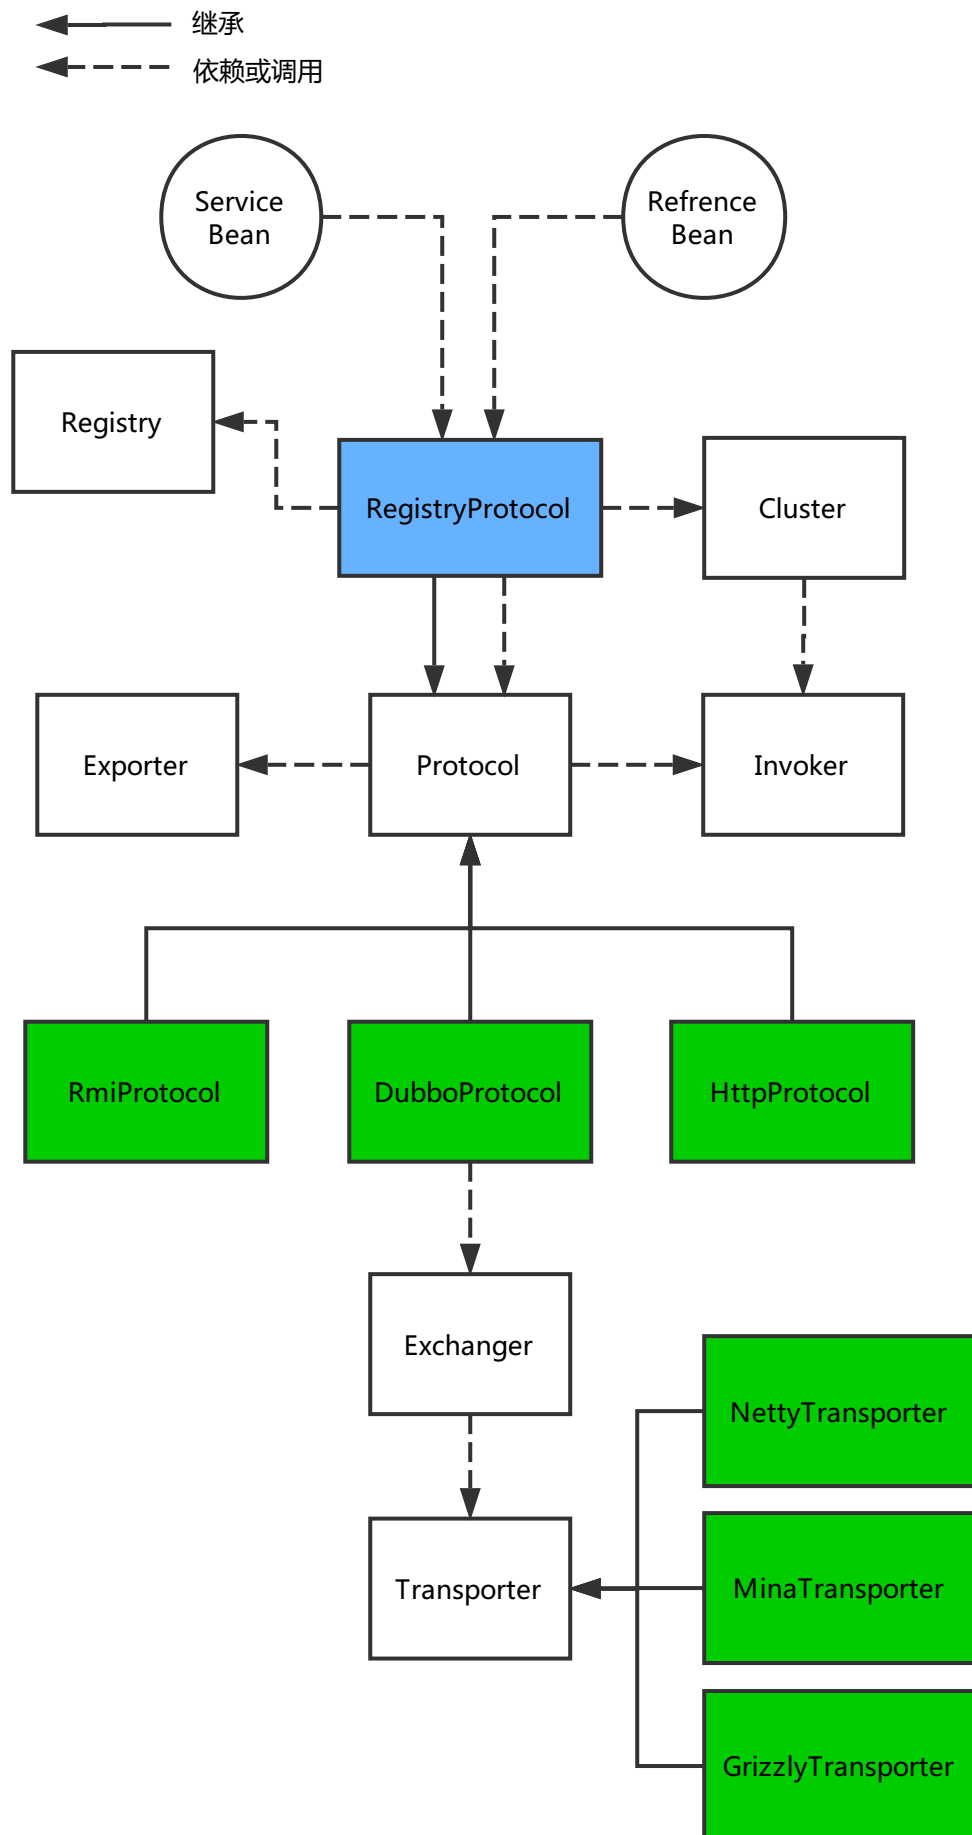 继承
依赖或调用
Service
Bean
Refrence
Bean
Registry
RegistryProtocol
Cluster
Exporter
Protocol
Invoker
RmiProtocol
DubboProtocol
HttpProtocol
Exchanger
NettyTransporter
Transporter
MinaTransporter
GrizzlyTransporter